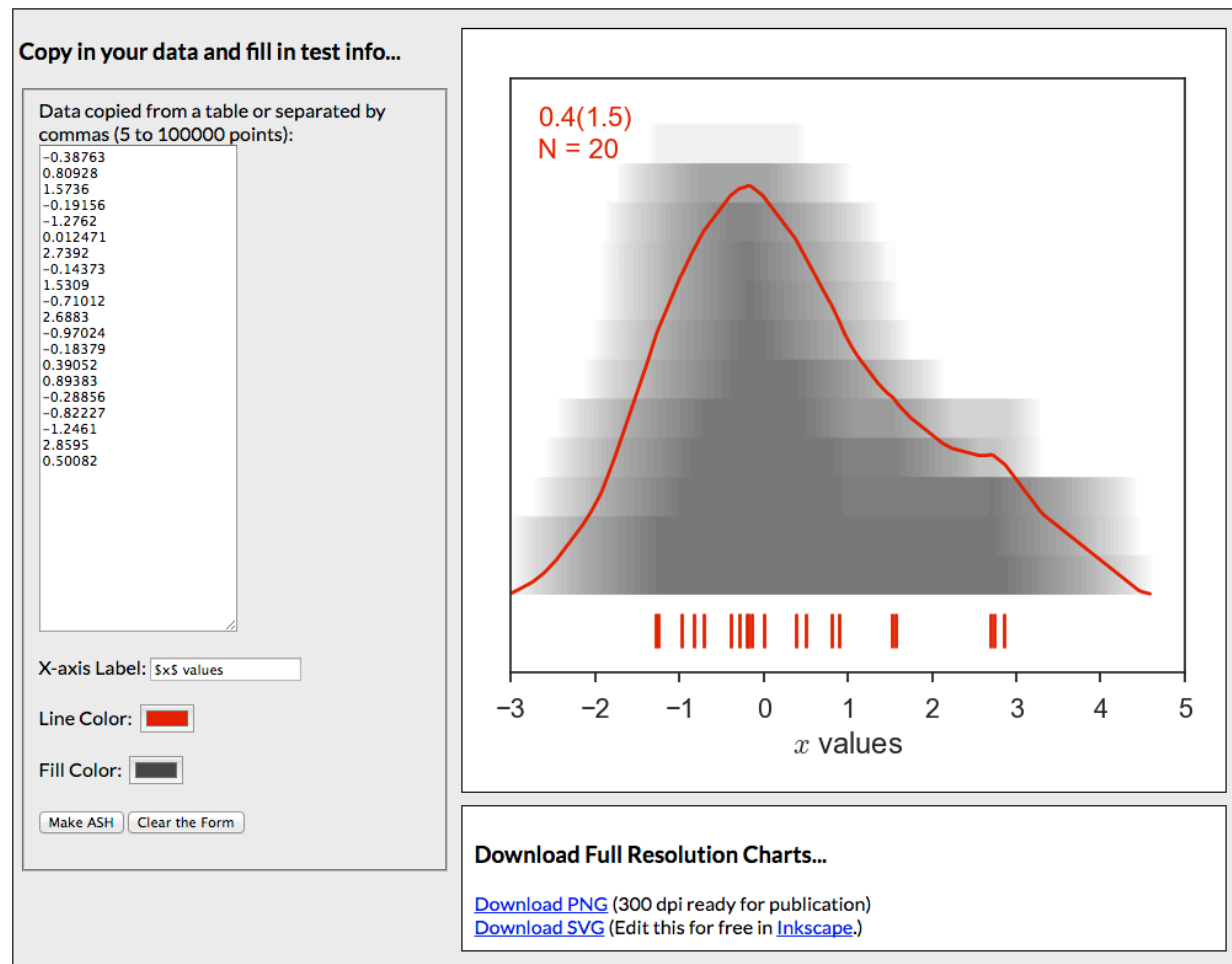 Copy in your data and fill in test info...
Data copied from a table or separated by
commas (5 to 100000 points):
−0.38763
0.80928
1.5736
−0.19156
−1.2762
0.012471
2.7392
−0.14373
1.5309
−0.71012
2.6883
−0.97024
−0.18379
0.39052
0.89383
−0.28856
−0.82227
−1.2461
2.8595
0.50082
X-axis Label: $x$ values
Line Color:
Fill Color:
Make ASH Clear the Form
0.4(1.5)
N = 20
−3 −2 −1 0 1 2 3 4 5
x values
Download Full Resolution Charts...
Download PNG (300 dpi ready for publication)
Download SVG (Edit this for free in Inkscape.)